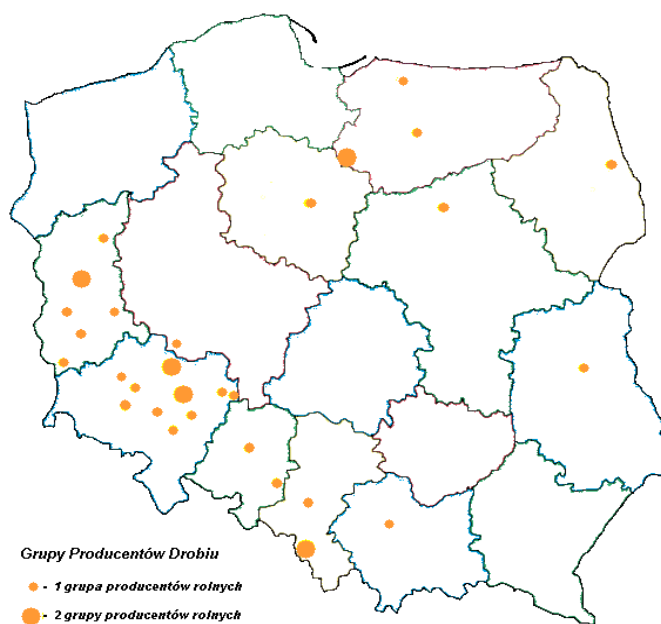 Grupy Producentów Drobiu
- 1 grupa producentów rolnych
- 2 grupy producentów rolnych